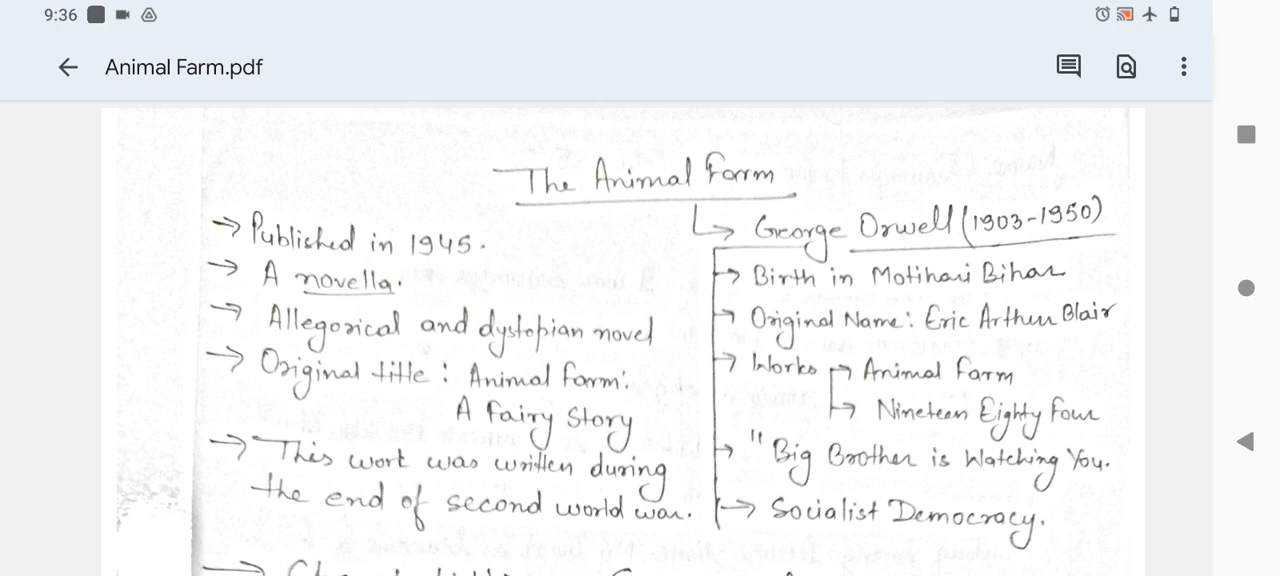 9:36
Animal Farm.pdf
The Animal Farm
→ Published in 1945.
→ A novella.
→ Allegorical and dystopian novel
→ Original title : Animal Farm:
A Fairy Story
→ This work was written during
the end of second world war.
↳ George Orwell (1903-1950)
→ Birth in Motihari Bihar
→ Original Name: Eric Arthur Blair
→ Works → Animal Farm
→ Nineteen Eighty Four
→ "Big Brother is Watching You.
→ Socialist Democracy.